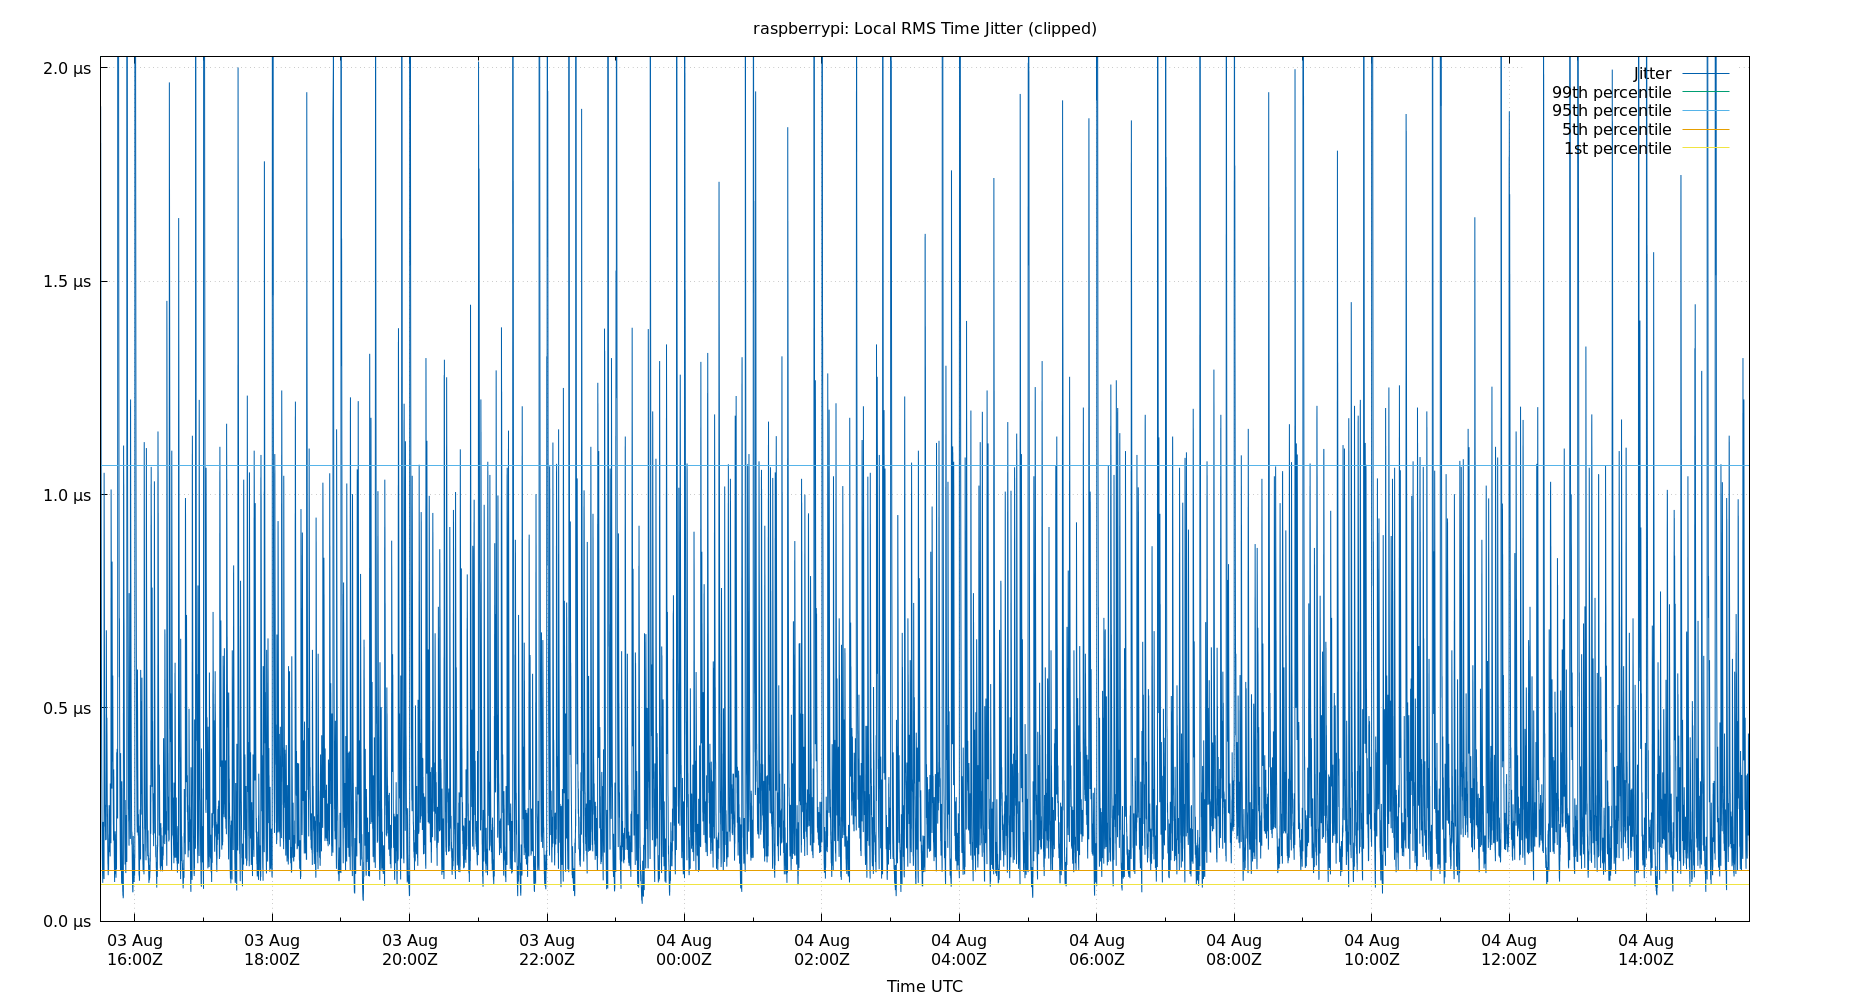 raspberrypi: Local RMS Time Jitter (clipped)
2.0 µs
1.5 µs
1.0 µs
0.5 µs
0.0 µs
Jitter
99th percentile
95th percentile
5th percentile
1st percentile
03 Aug 03 Aug 03 Aug 03 Aug 04 Aug 04 Aug 04 Aug 04 Aug 04 Aug 04 Aug 04 Aug 04 Aug
16:00Z 18:00Z 20:00Z 22:00Z 00:00Z 02:00Z 04:00Z 06:00Z 08:00Z 10:00Z 12:00Z 14:00Z
Time UTC